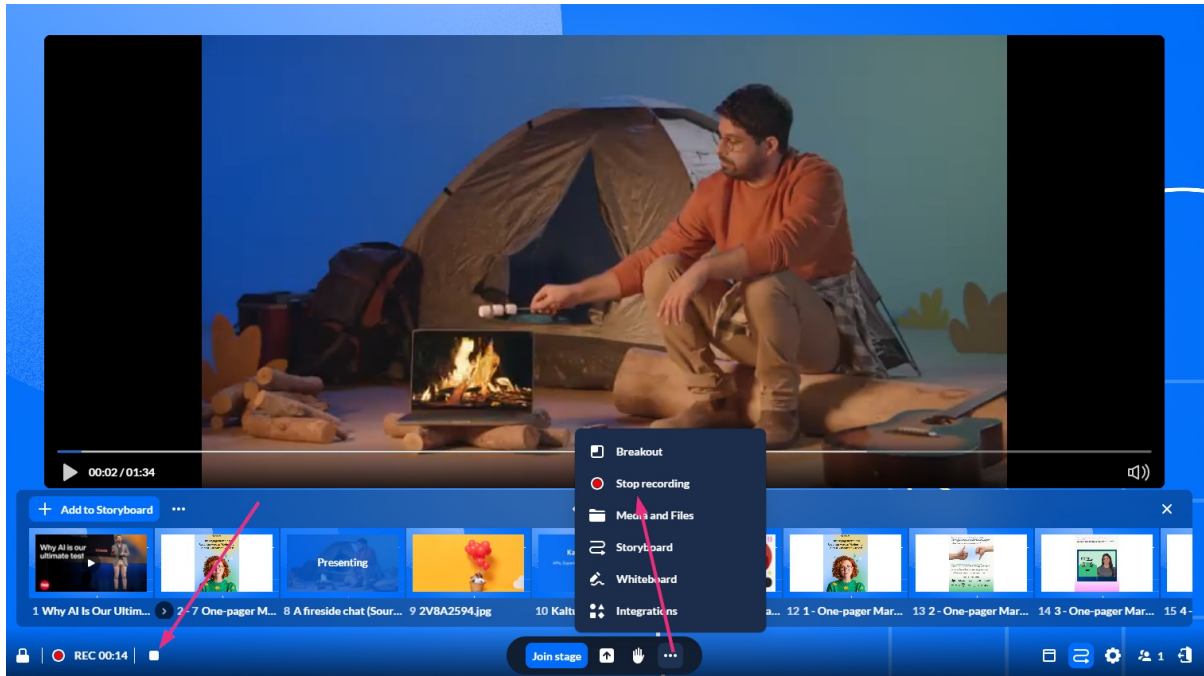 00:02 / 01:34
Breakout
Stop recording
Media and Files
Storyboard
Whiteboard
Integrations
+ Add to Storyboard ...
Why AI is our
ultimate test
Presenting
1 Why AI Is Our Ultim...
2 - 7 One-pager M...
8 A fireside chat (Sour...
9 2V8A2594.jpg
10 Kaltu
12 1 - One-pager Mar...
13 2 - One-pager Mar...
14 3 - One-pager Mar...
15 4 -
REC 00:14
Join stage
1